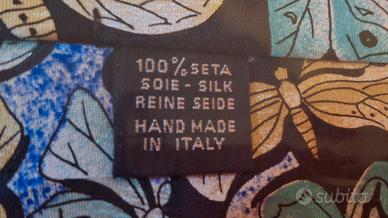 100% SETA
SOIE - SILK
REINE SEIDE
HAND MADE
IN ITALY
subito